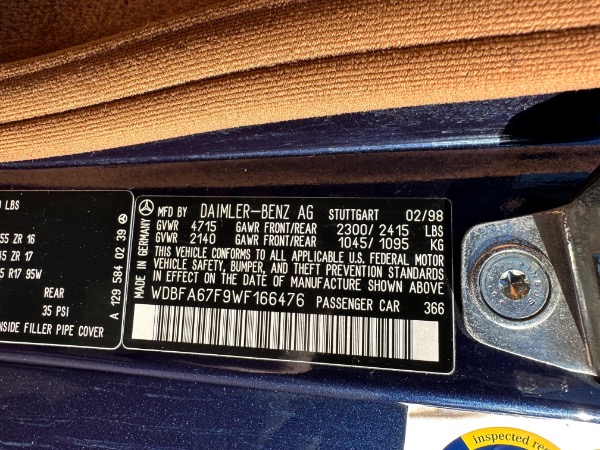 LBS
55 ZR 16
ZR 17
5 R17 95W
REAR
35 PSI
INSIDE FILLER PIPE COVER
A 129 584 02 39
MADE IN GERMANY
MFD BY DAIMLER-BENZ AG STUTTGART 02/98
GVWR 4715 GAWR FRONT/REAR 2300/2415 LBS
GVWR 2140 GAWR FRONT/REAR 1045/1095 KG
THIS VEHICLE CONFORMS TO ALL APPLICABLE U.S. FEDERAL MOTOR
VEHICLE SAFETY, BUMPER, AND THEFT PREVENTION STANDARDS
IN EFFECT ON THE DATE OF MANUFACTURE SHOWN ABOVE.
WDBFA67F9WF166476 PASSENGER CAR 366
inspected rec